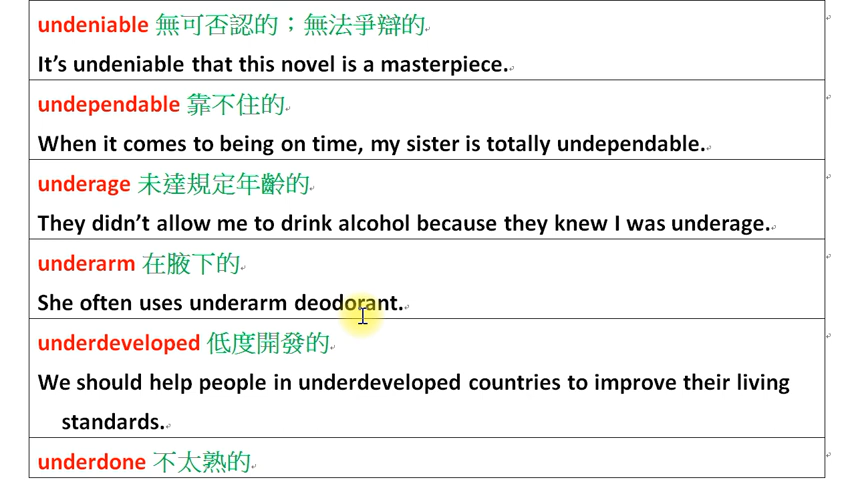 undeniable 無可否認的；無法爭辯的
It’s undeniable that this novel is a masterpiece.
undependable 靠不住的
When it comes to being on time, my sister is totally undependable.
underage 未達規定年齡的
They didn’t allow me to drink alcohol because they knew I was underage.
underarm 在腋下的
She often uses underarm deodorant.
underdeveloped 低度開發的
We should help people in underdeveloped countries to improve their living
standards.
underdone 不太熟的